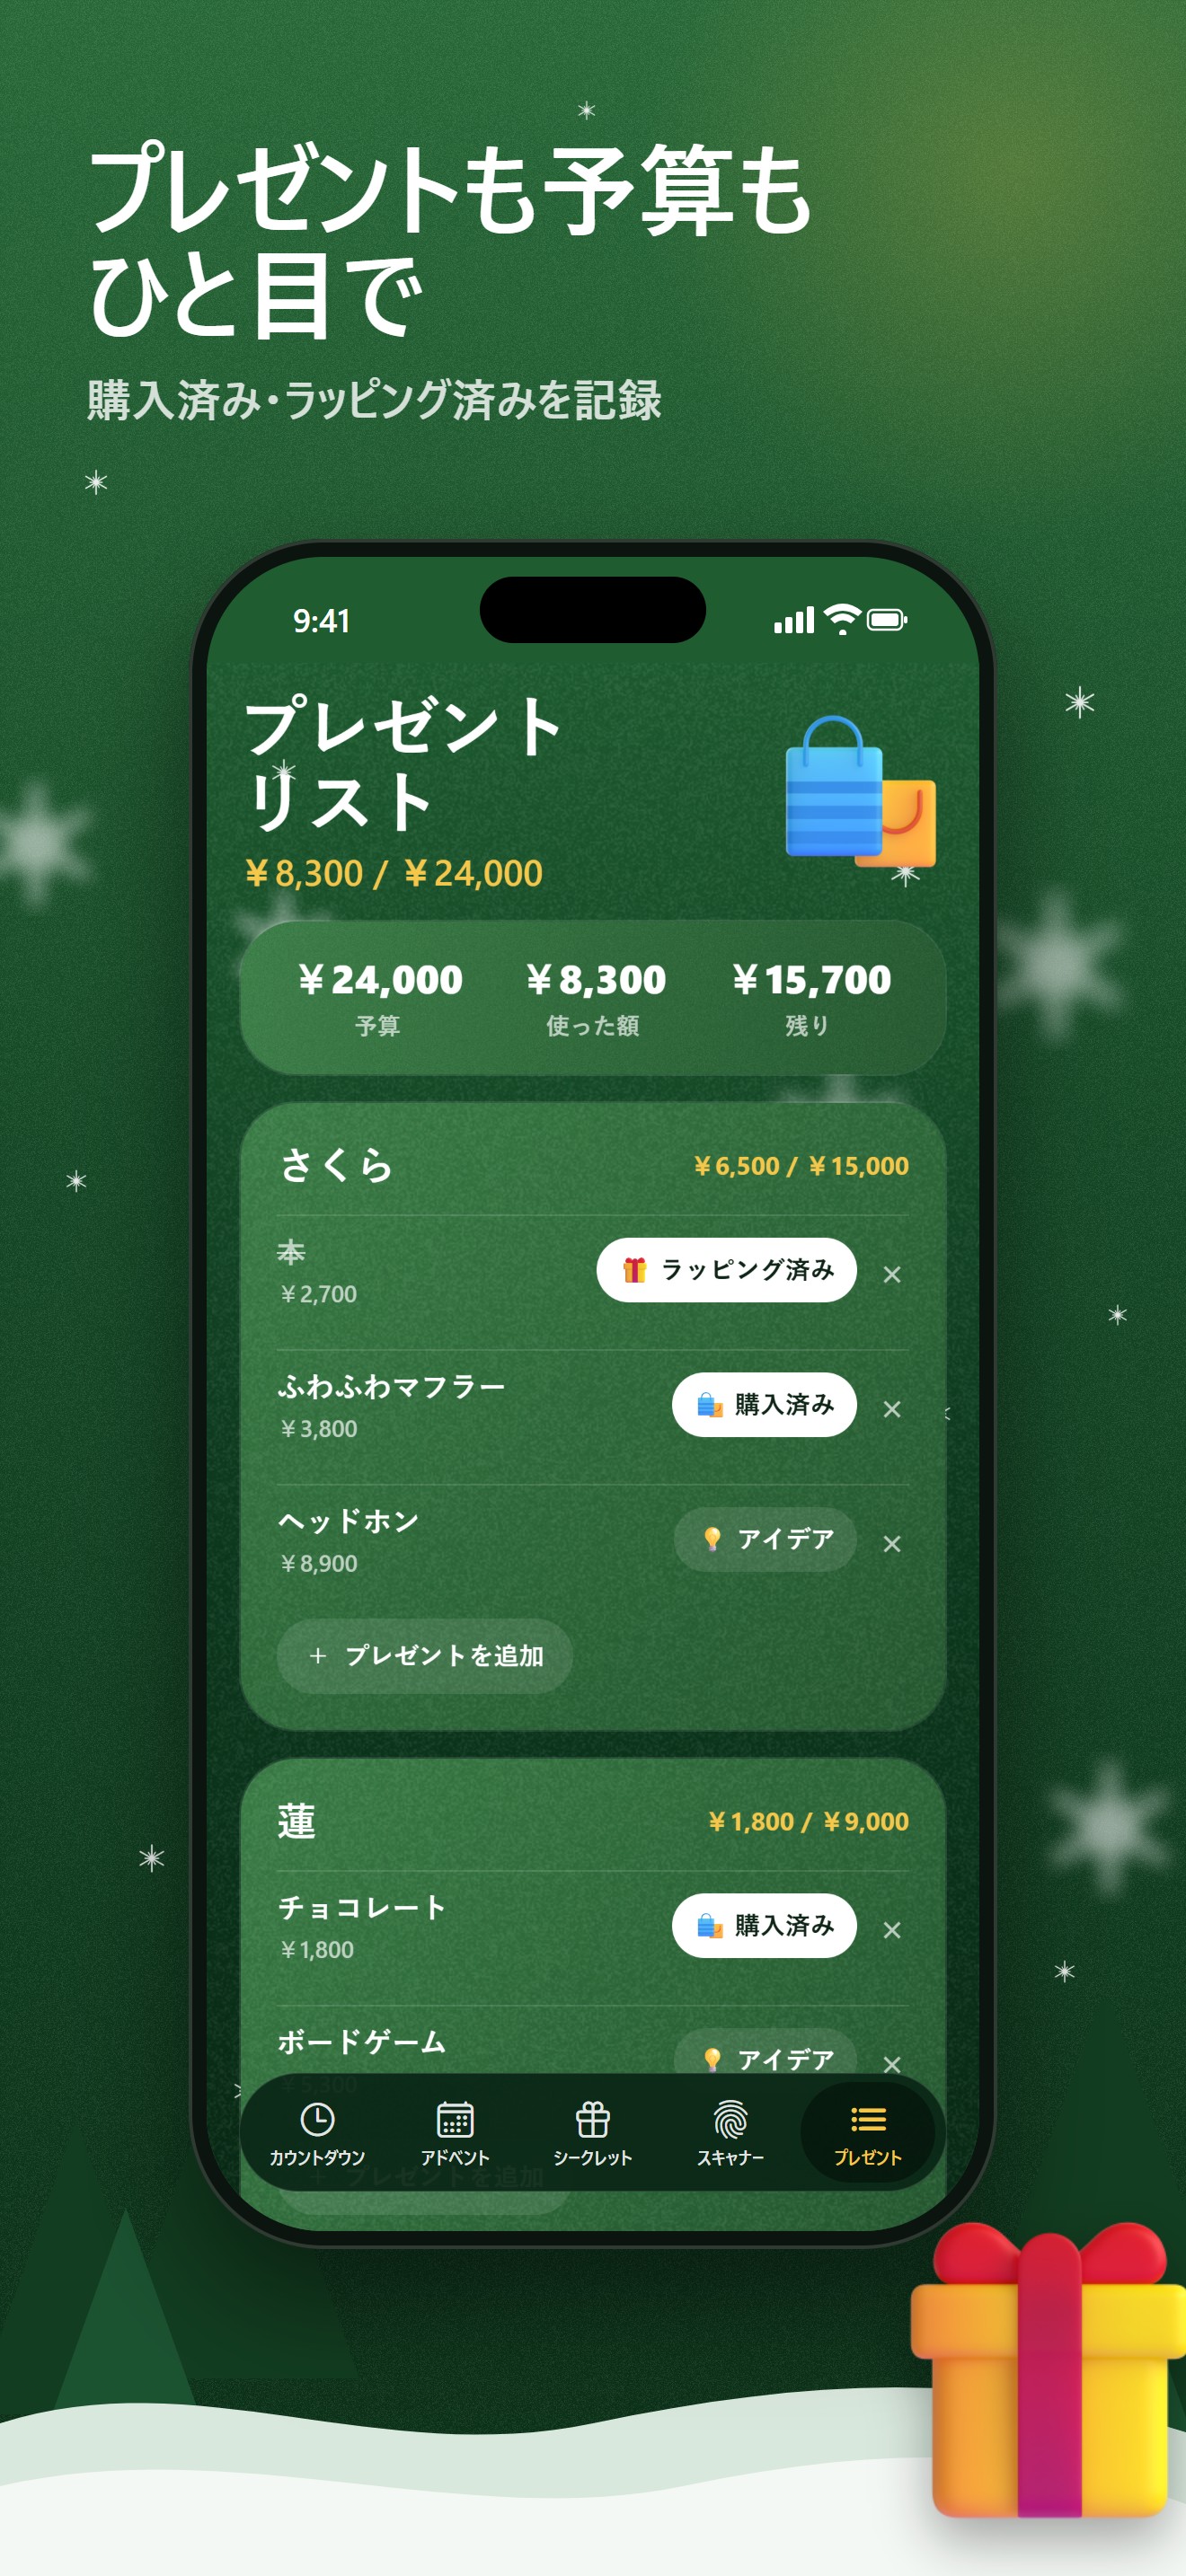 プレゼントも予算も
ひと目で
購入済み・ラッピング済みを記録
9:41
プレゼント
リスト
¥8,300 / ¥24,000
¥24,000 ¥8,300 ¥15,700
予算 使った額 残り
さくら ¥6,500 / ¥15,000
本 ラッピング済み ×
¥2,700
ふわふわマフラー 購入済み ×
¥3,800
ヘッドホン アイデア ×
¥8,900
+ プレゼントを追加
蓮 ¥1,800 / ¥9,000
チョコレート 購入済み ×
¥1,800
ボードゲーム アイデア ×
+ プレゼントを追加
カウントダウン アドベント シークレット スキャナー プレゼント